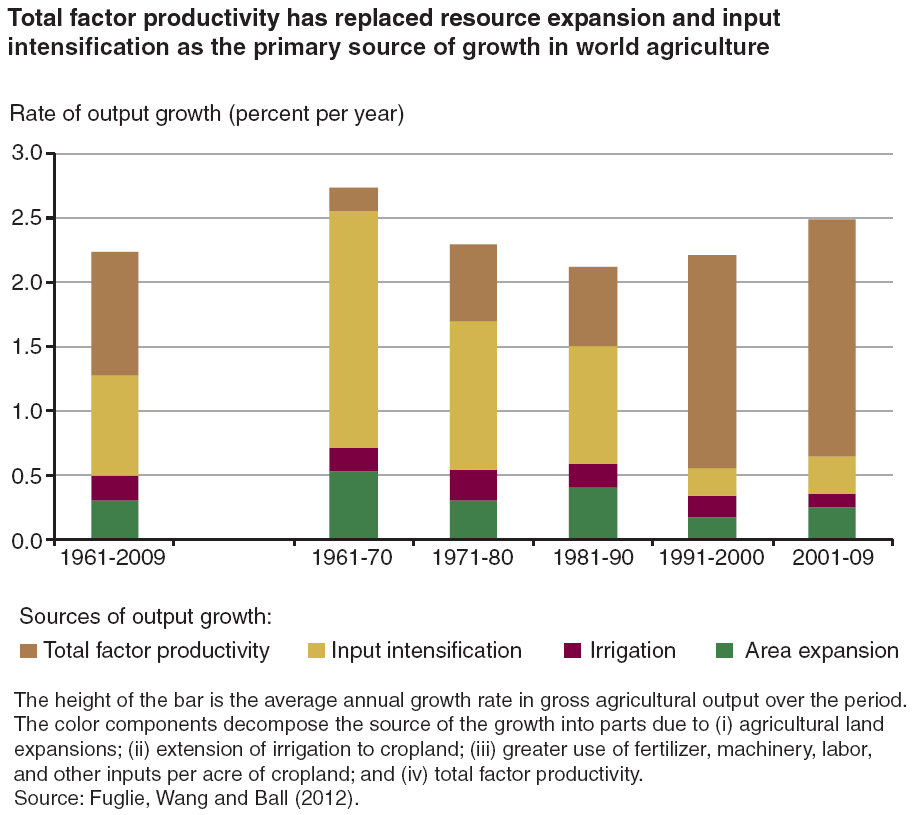 Total factor productivity has replaced resource expansion and input
intensification as the primary source of growth in world agriculture
Rate of output growth (percent per year)
3.0
2.5
2.0
1.5
1.0
0.5
0.0
1961-2009 1961-70 1971-80 1981-90 1991-2000 2001-09
Sources of output growth:
Total factor productivity Input intensification Irrigation Area expansion
The height of the bar is the average annual growth rate in gross agricultural output over the period.
The color components decompose the source of the growth into parts due to (i) agricultural land
expansions; (ii) extension of irrigation to cropland; (iii) greater use of fertilizer, machinery, labor,
and other inputs per acre of cropland; and (iv) total factor productivity.
Source: Fuglie, Wang and Ball (2012).